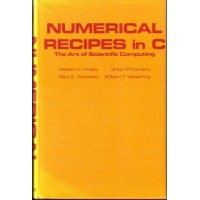 NUMERICAL
RECIPES in C
The Art of Scientific Computing
William H. Press
Brian P. Flannery
Saul A. Teukolsky
William T. Vetterling